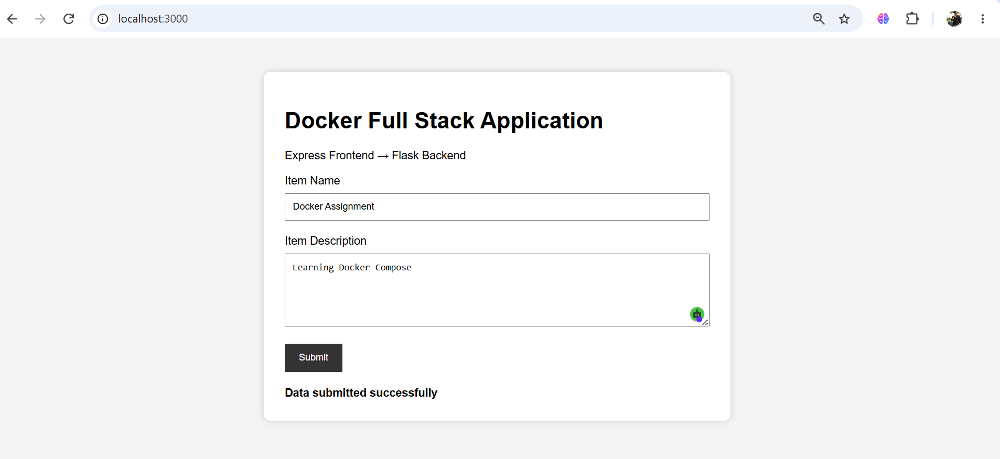 localhost:3000
Docker Full Stack Application
Express Frontend → Flask Backend
Item Name
Docker Assignment
Item Description
Learning Docker Compose
Submit
Data submitted successfully